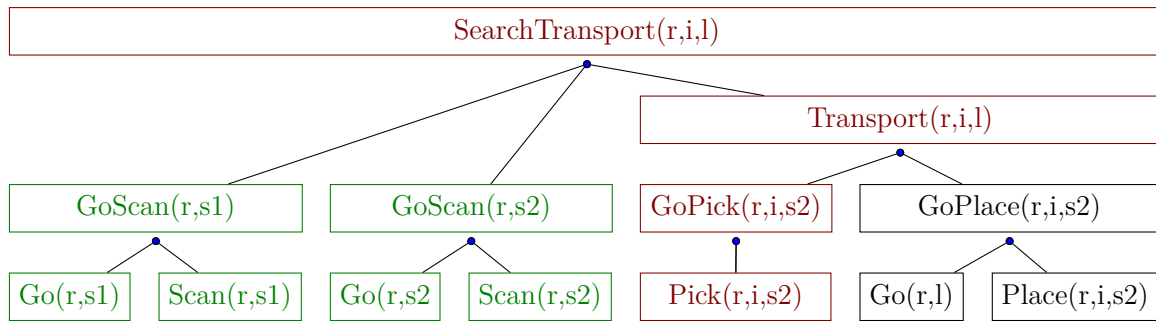 SearchTransport(r,i,l)
Transport(r,i,l)
GoScan(r,s1)
GoScan(r,s2)
GoPick(r,i,s2)
GoPlace(r,i,s2)
Go(r,s1)
Scan(r,s1)
Go(r,s2
Scan(r,s2)
Pick(r,i,s2)
Go(r,l)
Place(r,i,s2)